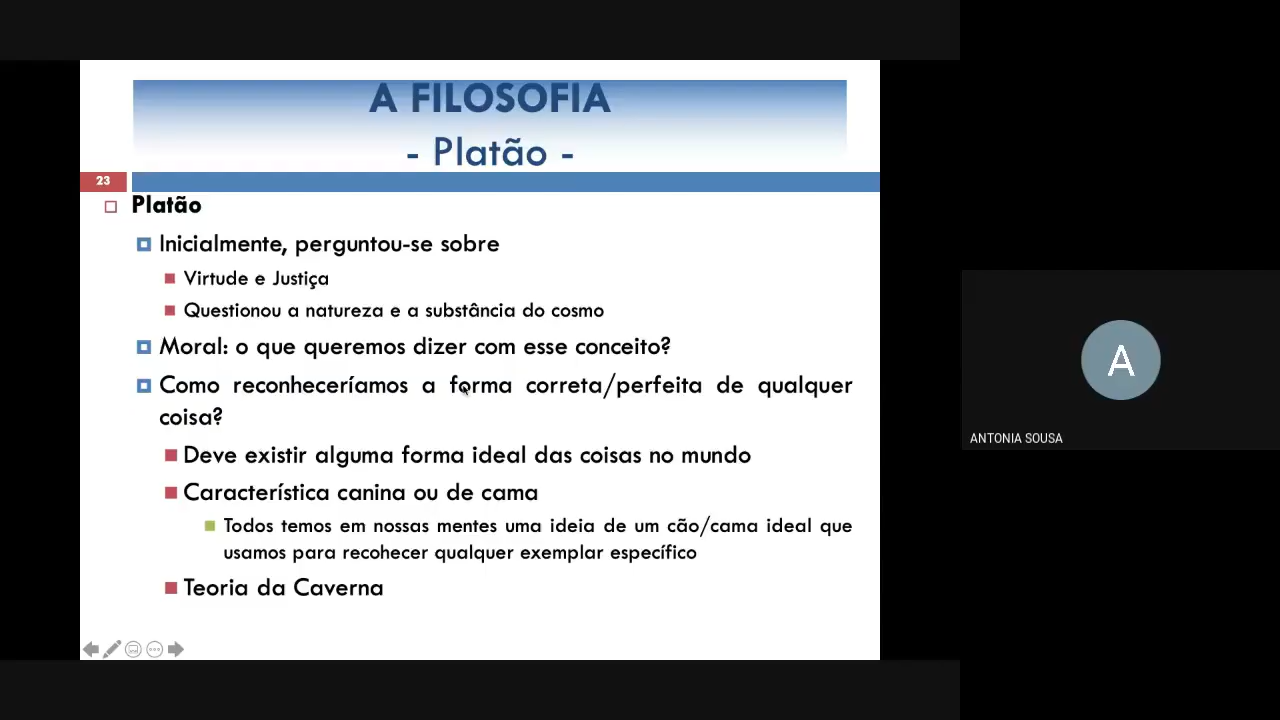 A FILOSOFIA
- Platão -
23
Platão
Inicialmente, perguntou-se sobre
Virtude e Justiça
Questionou a natureza e a substância do cosmo
Moral: o que queremos dizer com esse conceito?
Como reconheceríamos a forma correta/perfeita de qualquer
coisa?
Deve existir alguma forma ideal das coisas no mundo
Característica canina ou de cama
Todos temos em nossas mentes uma ideia de um cão/cama ideal que
usamos para recohecer qualquer exemplar específico
Teoria da Caverna
A
ANTONIA SOUSA